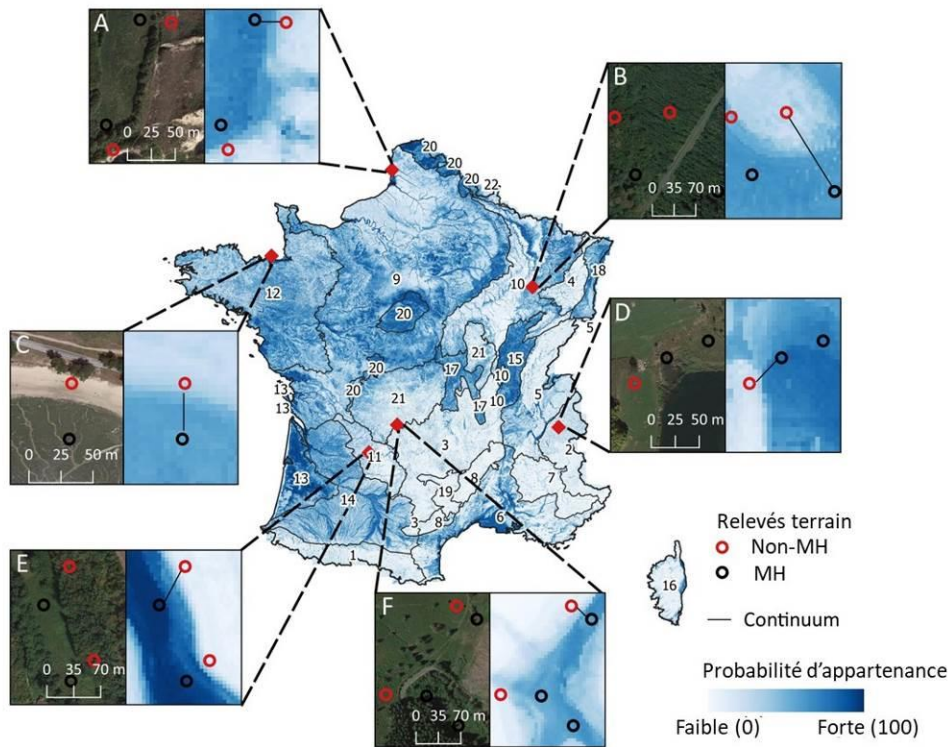 A
0 25 50 m
B
0 35 70 m
C
0 25 50
D
0 25 50 m
E
0 35 70 m
F
0 35 70 m
20
20
20
22
9
10
4
18
12
20
5
15
21
17
10
20
20
13
13
21
17
10
5
3
2
11
8
7
13
19
14
3
8
6
1
16
Relevés terrain
Non-MH
MH
Continuum
Probabilité d’appartenance
Faible (0)
Forte (100)